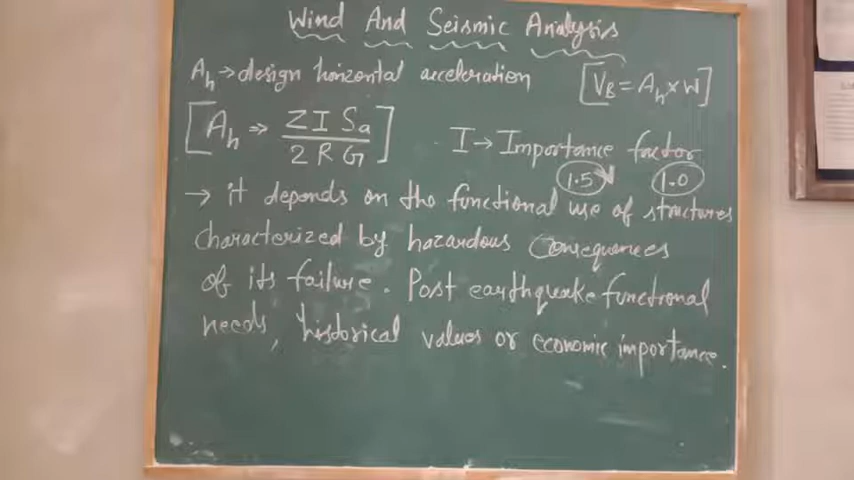 Wind And Seismic Analysis
Ah → design horizontal acceleration [VB = Ah × W]
[Ah ⇒ Z I Sa / 2 R G] I → Importance factor
1.5 1.0
→ it depends on the functional use of structures
characterized by hazardous consequences
of its failure. Post earthquake functional
needs, historical values or economic importance.